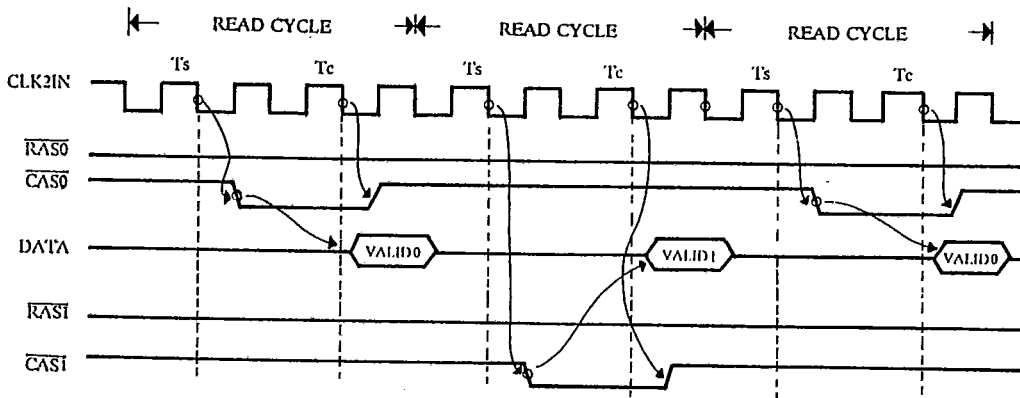 READ CYCLE READ CYCLE READ CYCLE
Ts Tc Ts Tc Ts Tc
CLK2IN
RAS0
CAS0
DATA VALID0 VALID1 VALID0
RAS1
CAS1